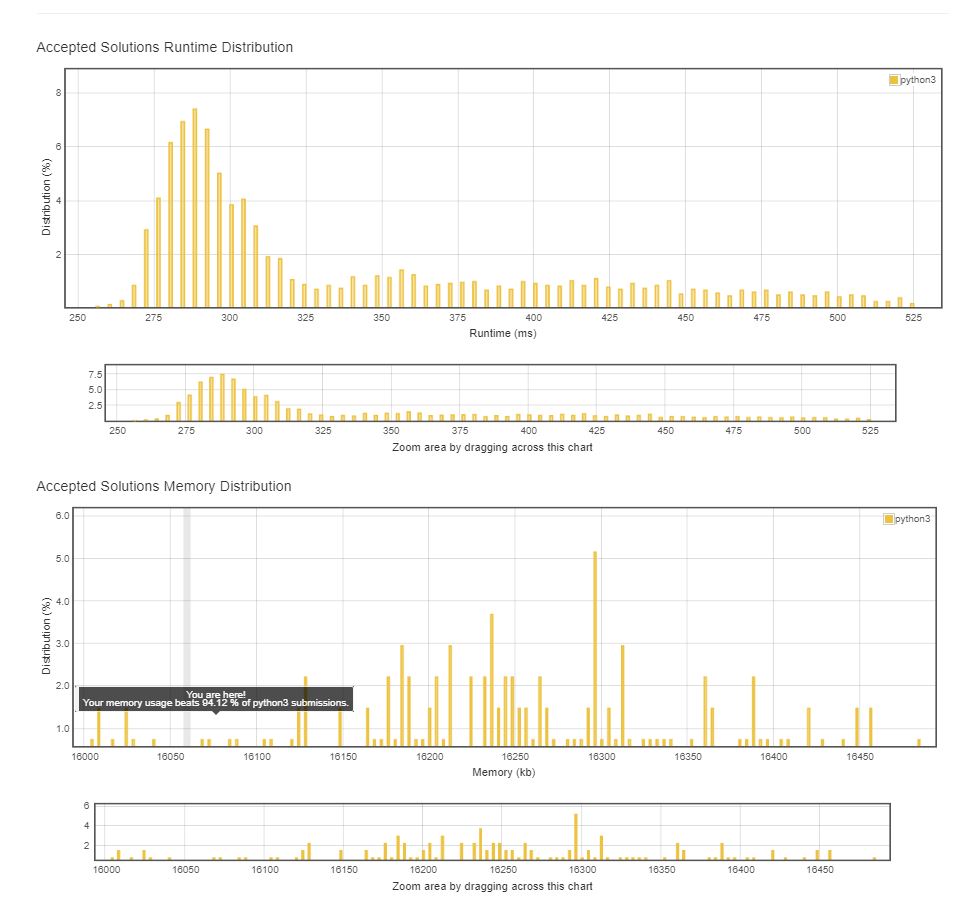 Accepted Solutions Runtime Distribution
python3
8
6
4
2
Distribution (%)
250 275 300 325 350 375 400 425 450 475 500 525
Runtime (ms)
7.5
5.0
2.5
250 275 300 325 350 375 400 425 450 475 500 525
Zoom area by dragging across this chart
Accepted Solutions Memory Distribution
python3
6.0
5.0
4.0
3.0
2.0
1.0
Distribution (%)
You are here!
Your memory usage beats 94.12 % of python3 submissions.
16000 16050 16100 16150 16200 16250 16300 16350 16400 16450
Memory (kb)
6
4
2
16000 16050 16100 16150 16200 16250 16300 16350 16400 16450
Zoom area by dragging across this chart